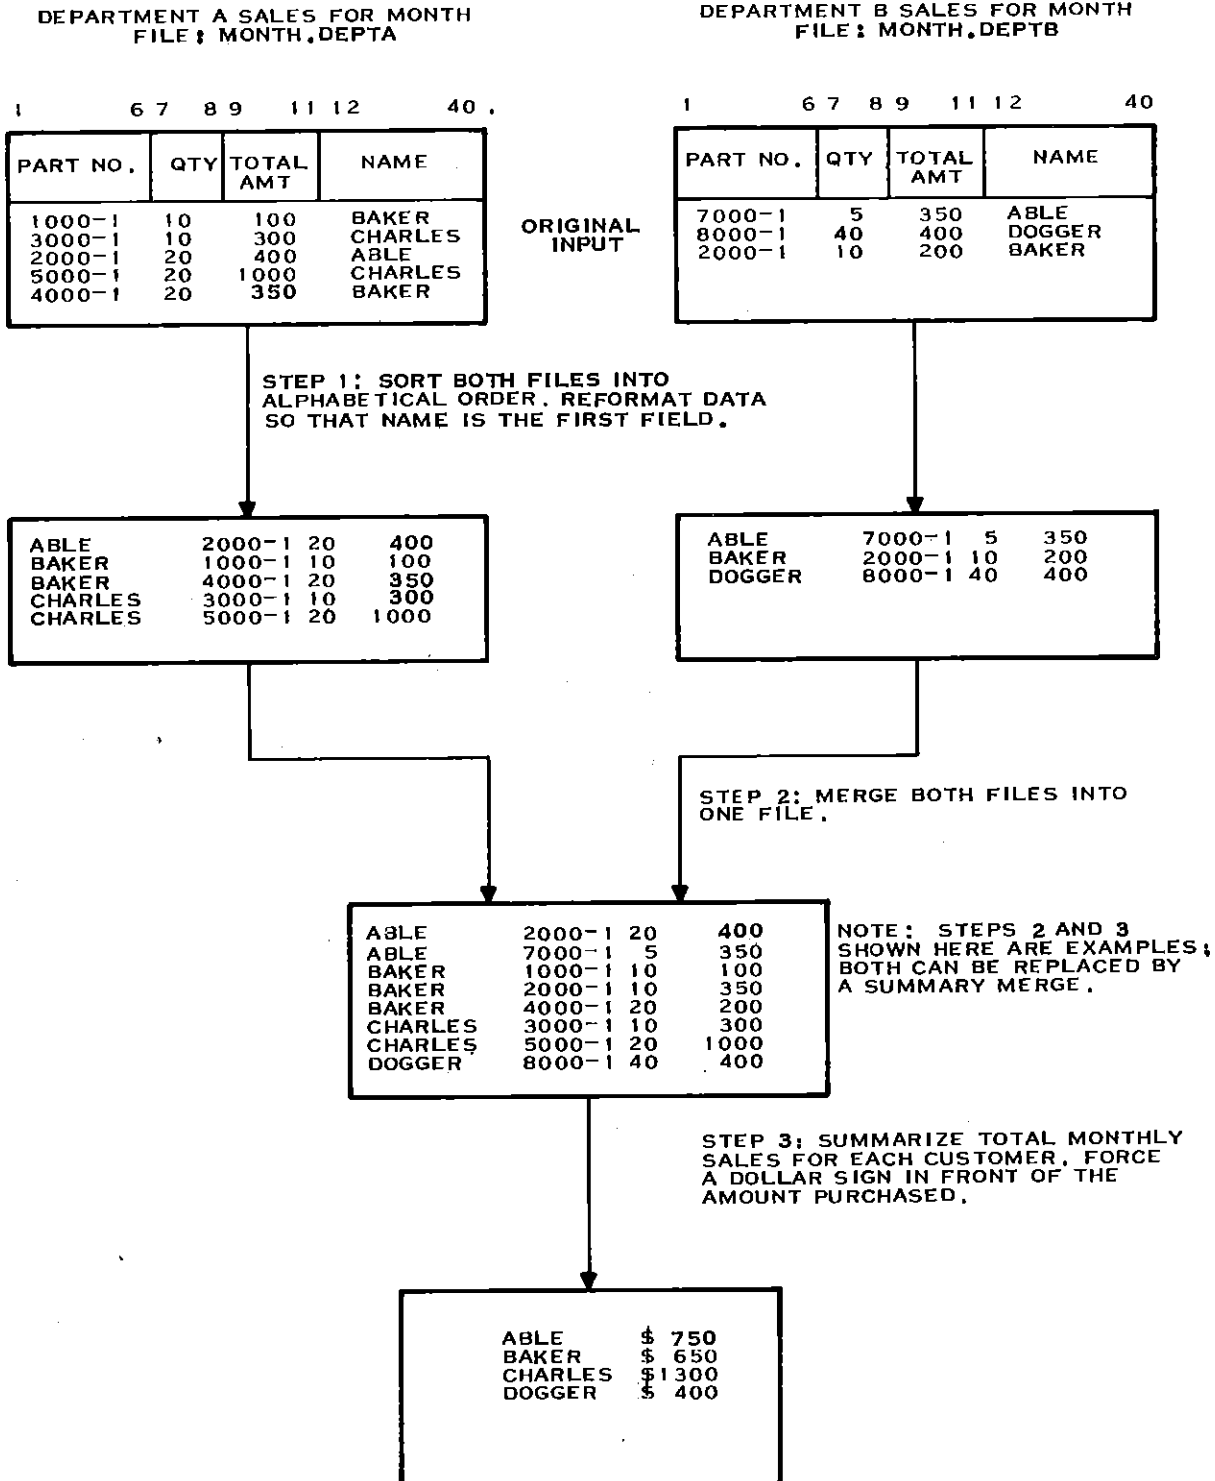 DEPARTMENT A SALES FOR MONTH
FILE: MONTH.DEPTA
DEPARTMENT B SALES FOR MONTH
FILE: MONTH.DEPTB
1 6 7 8 9 11 12 40 .
PART NO. QTY TOTAL AMT NAME
1000-1 10 100 BAKER
3000-1 10 300 CHARLES
2000-1 20 400 ABLE
5000-1 20 1000 CHARLES
4000-1 20 350 BAKER
ORIGINAL
INPUT
1 6 7 8 9 11 12 40
PART NO. QTY TOTAL AMT NAME
7000-1 5 350 ABLE
8000-1 40 400 DOGGER
2000-1 10 200 BAKER
STEP 1: SORT BOTH FILES INTO
ALPHABETICAL ORDER. REFORMAT DATA
SO THAT NAME IS THE FIRST FIELD.
ABLE 2000-1 20 400
BAKER 1000-1 10 100
BAKER 4000-1 20 350
CHARLES 3000-1 10 300
CHARLES 5000-1 20 1000
ABLE 7000-1 5 350
BAKER 2000-1 10 200
DOGGER 8000-1 40 400
STEP 2: MERGE BOTH FILES INTO
ONE FILE.
ABLE 2000-1 20 400
ABLE 7000-1 5 350
BAKER 1000-1 10 100
BAKER 2000-1 10 350
BAKER 4000-1 20 200
CHARLES 3000-1 10 300
CHARLES 5000-1 20 1000
DOGGER 8000-1 40 400
NOTE: STEPS 2 AND 3
SHOWN HERE ARE EXAMPLES;
BOTH CAN BE REPLACED BY
A SUMMARY MERGE.
STEP 3: SUMMARIZE TOTAL MONTHLY
SALES FOR EACH CUSTOMER. FORCE
A DOLLAR SIGN IN FRONT OF THE
AMOUNT PURCHASED.
ABLE $ 750
BAKER $ 650
CHARLES $1300
DOGGER $ 400